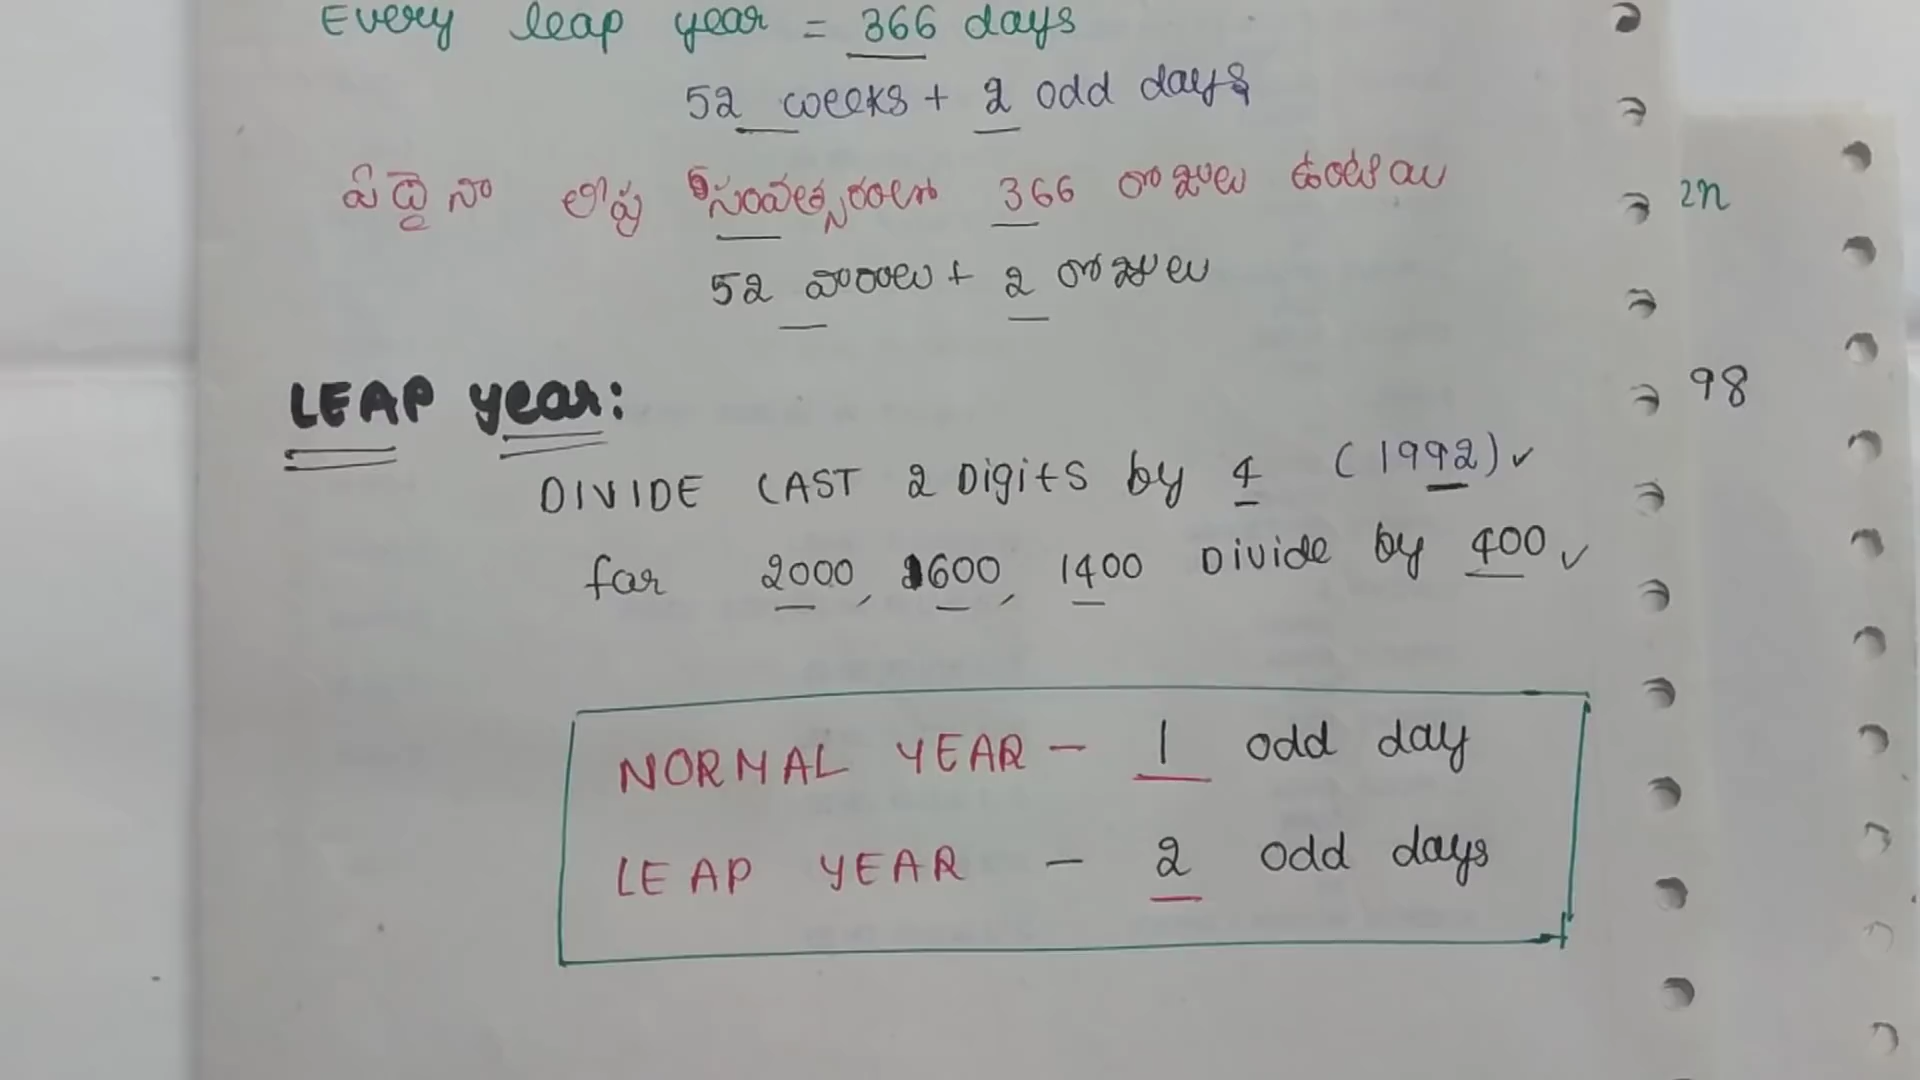 Every leap year = 366 days
52 weeks + 2 odd days
ఏదైనా లీపు సంవత్సరంలో 366 రోజులు ఉంటాయి
52 వారాలు + 2 రోజులు
2n
98
LEAP year:
DIVIDE LAST 2 Digits by 4 (1992) ✓
for 2000, 1600, 1400 Divide by 400 ✓
NORMAL YEAR - 1 odd day
LEAP YEAR - 2 odd days